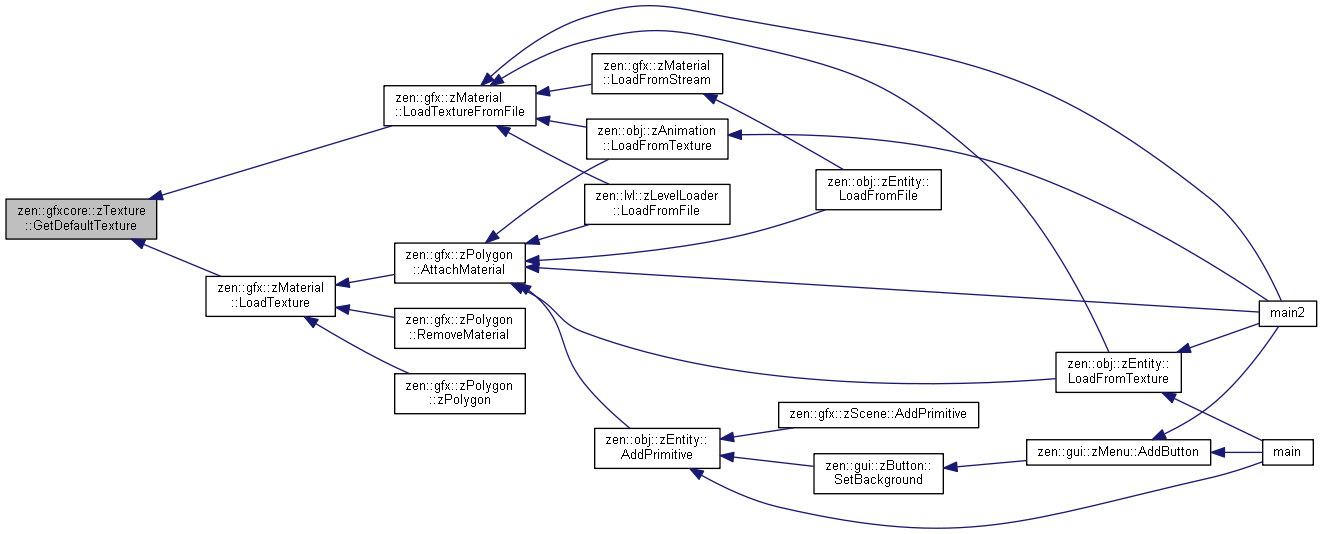 zen::gfxcore::zTexture
::GetDefaultTexture
zen::gfx::zMaterial
::LoadTextureFromFile
zen::gfx::zMaterial
::LoadTexture
zen::gfx::zMaterial
::LoadFromStream
zen::obj::zAnimation
::LoadFromTexture
zen::lvl::zLevelLoader
::LoadFromFile
zen::gfx::zPolygon
::AttachMaterial
zen::gfx::zPolygon
::RemoveMaterial
zen::gfx::zPolygon
::zPolygon
zen::obj::zEntity::
LoadFromFile
zen::obj::zEntity::
AddPrimitive
zen::gfx::zScene::AddPrimitive
zen::gui::zButton::
SetBackground
zen::obj::zEntity::
LoadFromTexture
zen::gui::zMenu::AddButton
main2
main